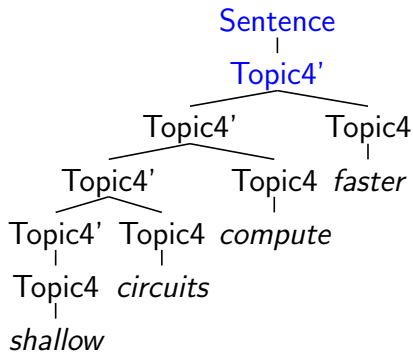 Sentence
Topic4'
Topic4' Topic4
Topic4' Topic4 faster
Topic4' Topic4 compute
Topic4 circuits
shallow